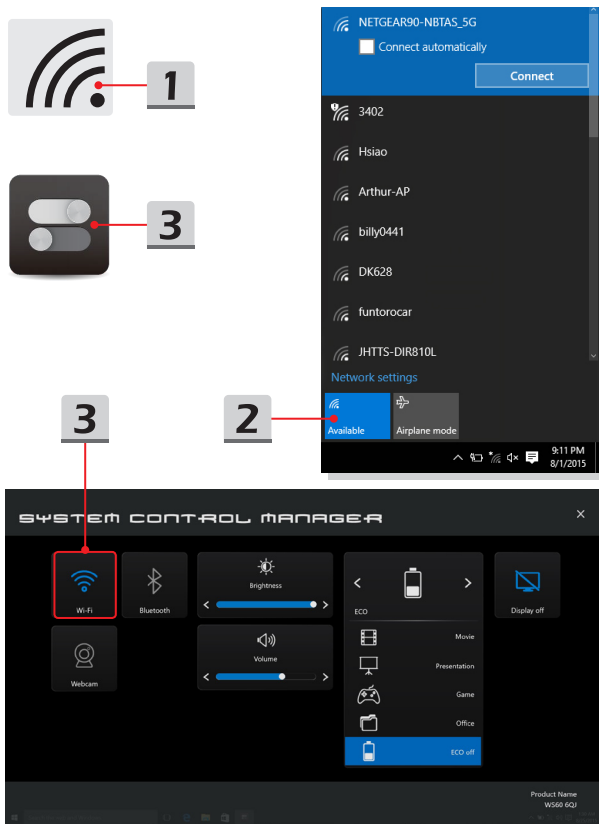 1
3
NETGEAR90-NBTAS_5G
Connect automatically
Connect
3402
Hsiao
Arthur-AP
billy0441
DK628
funtorocar
JHTTS-DIR810L
Network settings
Available
Airplane mode
9:11 PM
8/1/2015
2
3
SYSTEM CONTROL MANAGER
Wi-Fi
Bluetooth
Webcam
Brightness
Volume
ECO
Movie
Presentation
Game
Office
ECO off
Display off
Product Name
WS60 6QJ